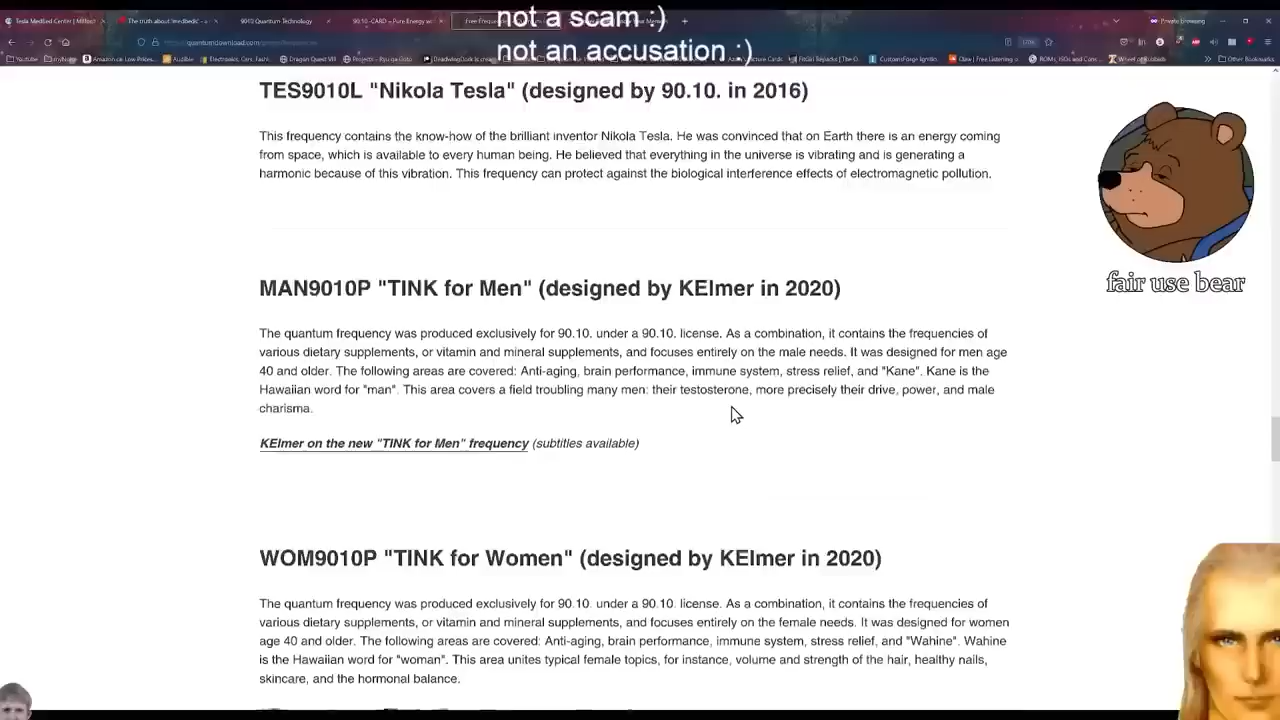 not a scam :)
not an accusation :)
Tesla MedBed Center
90.10 Quantum Technology
Private browsing
quantumdownload.com
Other Bookmarks
TES9010L "Nikola Tesla" (designed by 90.10. in 2016)
This frequency contains the know-how of the brilliant inventor Nikola Tesla. He was convinced that on Earth there is an energy coming
from space, which is available to every human being. He believed that everything in the universe is vibrating and is generating a
harmonic because of this vibration. This frequency can protect against the biological interference effects of electromagnetic pollution.
fair use bear
MAN9010P "TINK for Men" (designed by KElmer in 2020)
The quantum frequency was produced exclusively for 90.10. under a 90.10. license. As a combination, it contains the frequencies of
various dietary supplements, or vitamin and mineral supplements, and focuses entirely on the male needs. It was designed for men age
40 and older. The following areas are covered: Anti-aging, brain performance, immune system, stress relief, and "Kane". Kane is the
Hawaiian word for "man". This area covers a field troubling many men: their testosterone, more precisely their drive, power, and male
charisma.
KElmer on the new "TINK for Men" frequency (subtitles available)
WOM9010P "TINK for Women" (designed by KElmer in 2020)
The quantum frequency was produced exclusively for 90.10. under a 90.10. license. As a combination, it contains the frequencies of
various dietary supplements, or vitamin and mineral supplements, and focuses entirely on the female needs. It was designed for women
age 40 and older. The following areas are covered: Anti-aging, brain performance, immune system, stress relief, and "Wahine". Wahine
is the Hawaiian word for "woman". This area unites typical female topics, for instance, volume and strength of the hair, healthy nails,
skincare, and the hormonal balance.